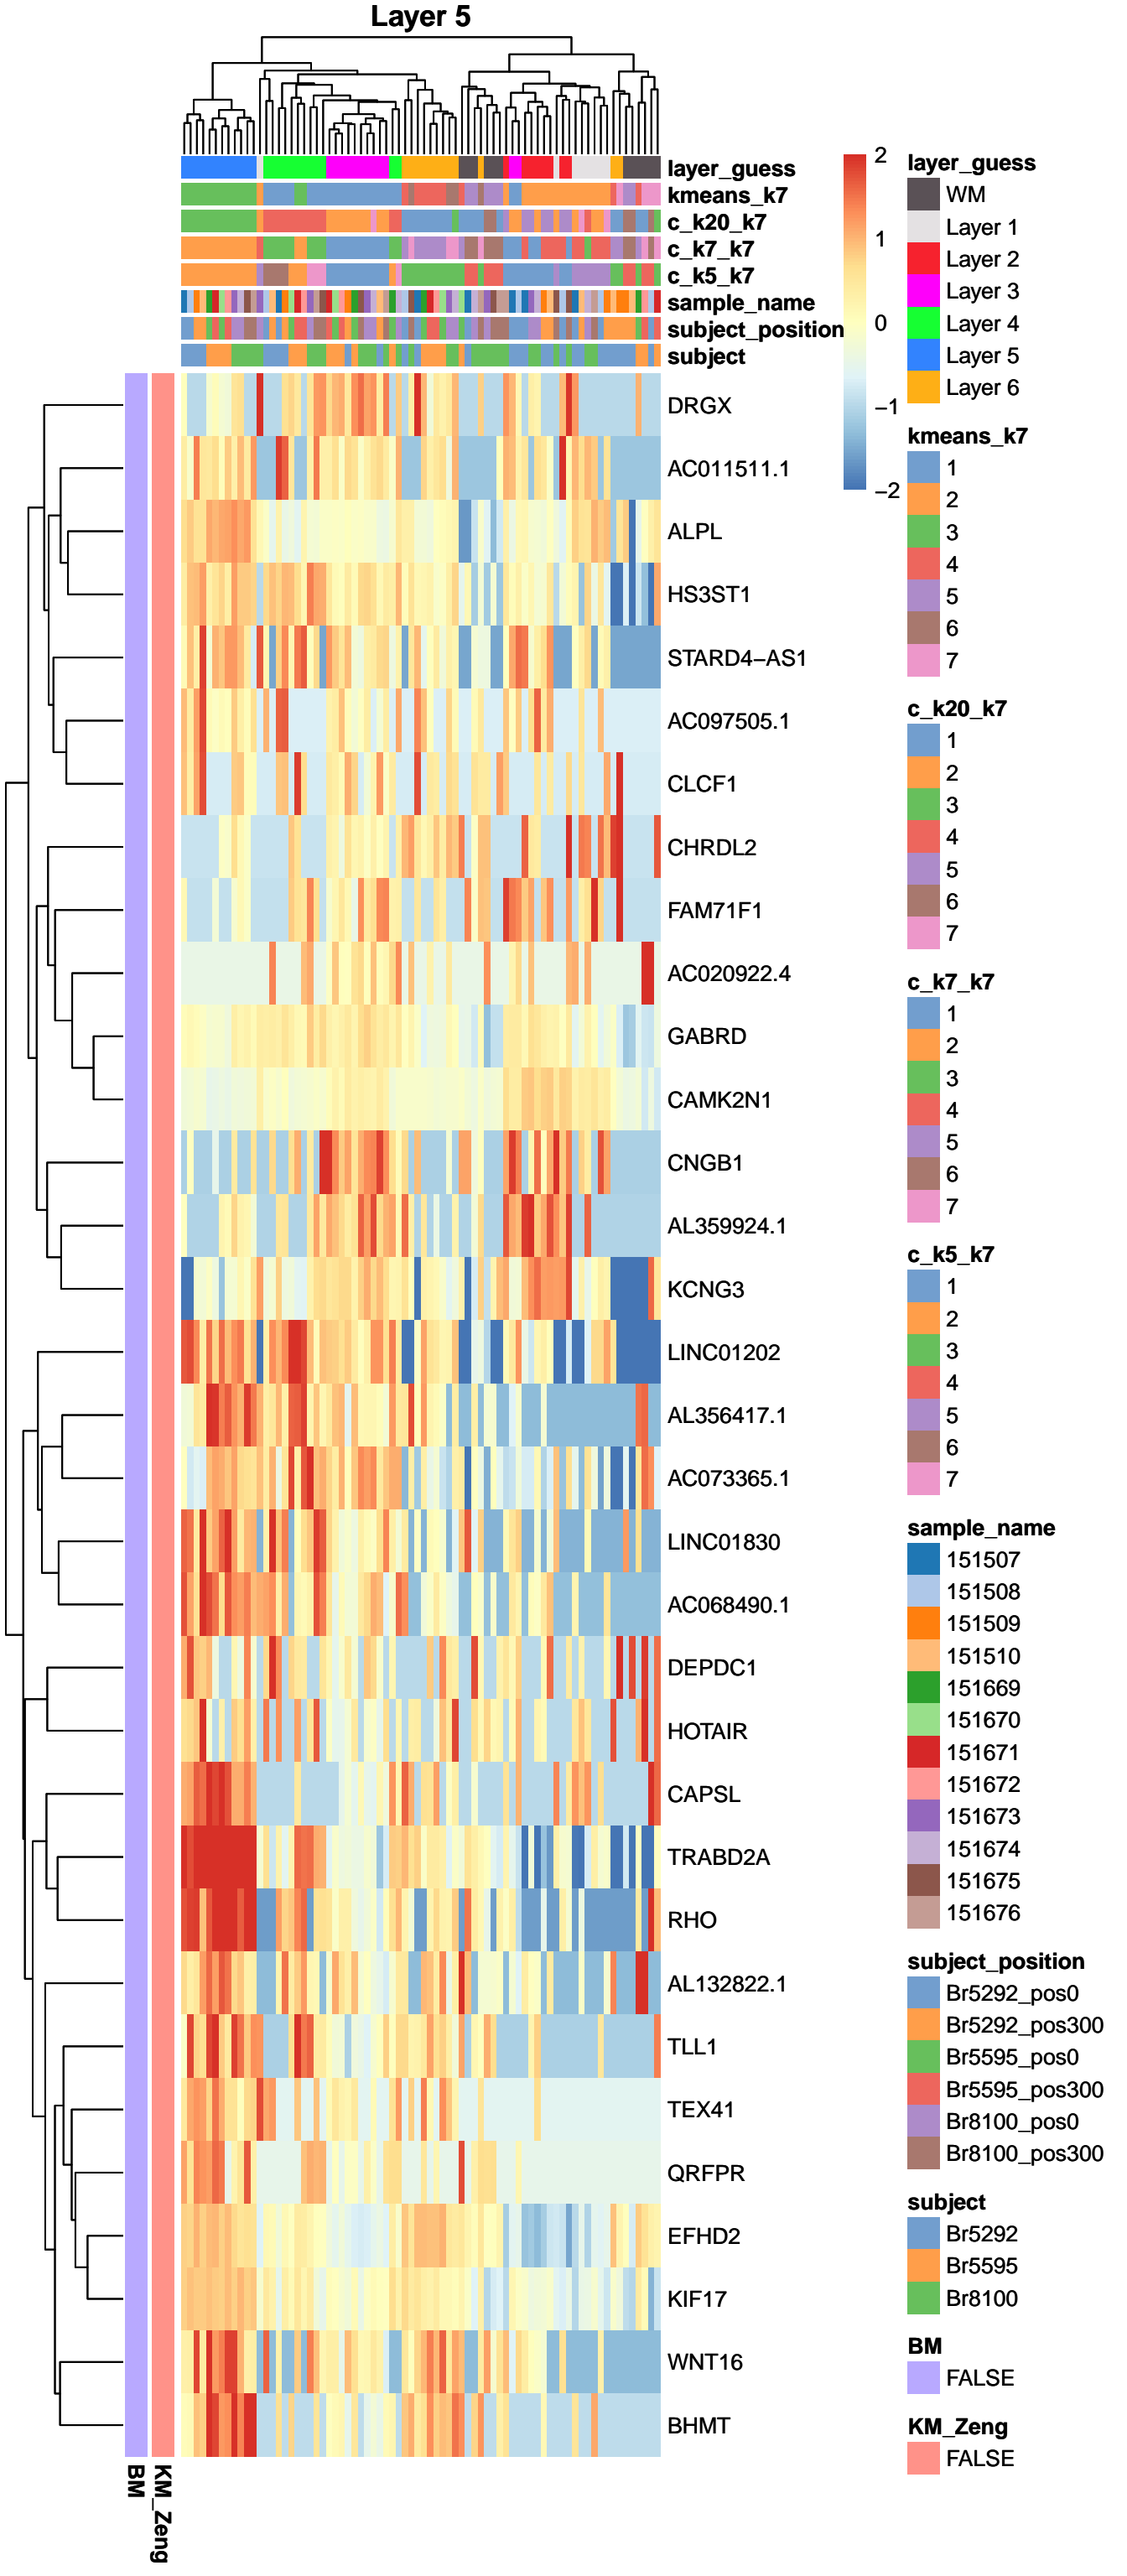 Layer 5
layer_guess
kmeans_k7
c_k20_k7
c_k7_k7
c_k5_k7
sample_name
subject_position
subject
DRGX
AC011511.1
ALPL
HS3ST1
STARD4−AS1
AC097505.1
CLCF1
CHRDL2
FAM71F1
AC020922.4
GABRD
CAMK2N1
CNGB1
AL359924.1
KCNG3
LINC01202
AL356417.1
AC073365.1
LINC01830
AC068490.1
DEPDC1
HOTAIR
CAPSL
TRABD2A
RHO
AL132822.1
TLL1
TEX41
QRFPR
EFHD2
KIF17
WNT16
BHMT
BM
KM_Zeng
2
1
0
−1
−2
layer_guess
WM
Layer 1
Layer 2
Layer 3
Layer 4
Layer 5
Layer 6
kmeans_k7
1
2
3
4
5
6
7
c_k20_k7
1
2
3
4
5
6
7
c_k7_k7
1
2
3
4
5
6
7
c_k5_k7
1
2
3
4
5
6
7
sample_name
151507
151508
151509
151510
151669
151670
151671
151672
151673
151674
151675
151676
subject_position
Br5292_pos0
Br5292_pos300
Br5595_pos0
Br5595_pos300
Br8100_pos0
Br8100_pos300
subject
Br5292
Br5595
Br8100
BM
FALSE
KM_Zeng
FALSE